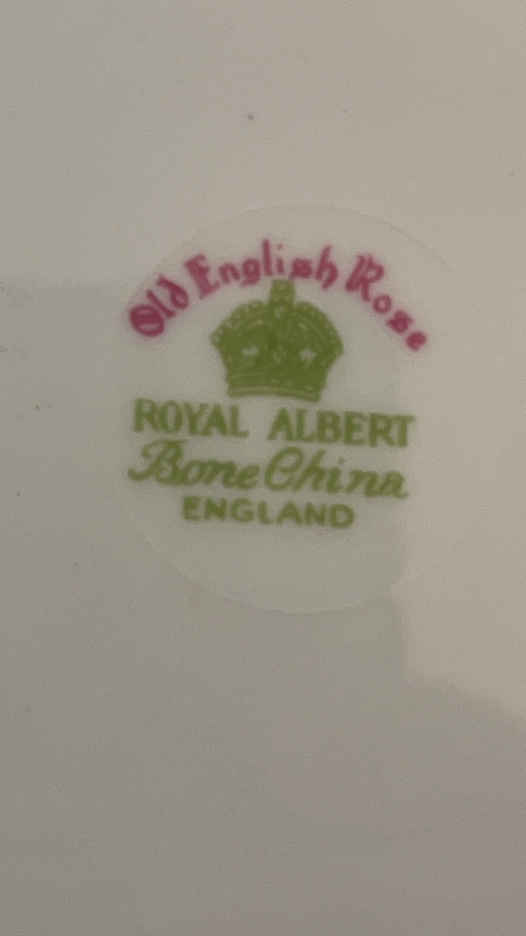 Old English Rose
ROYAL ALBERT
Bone China
ENGLAND